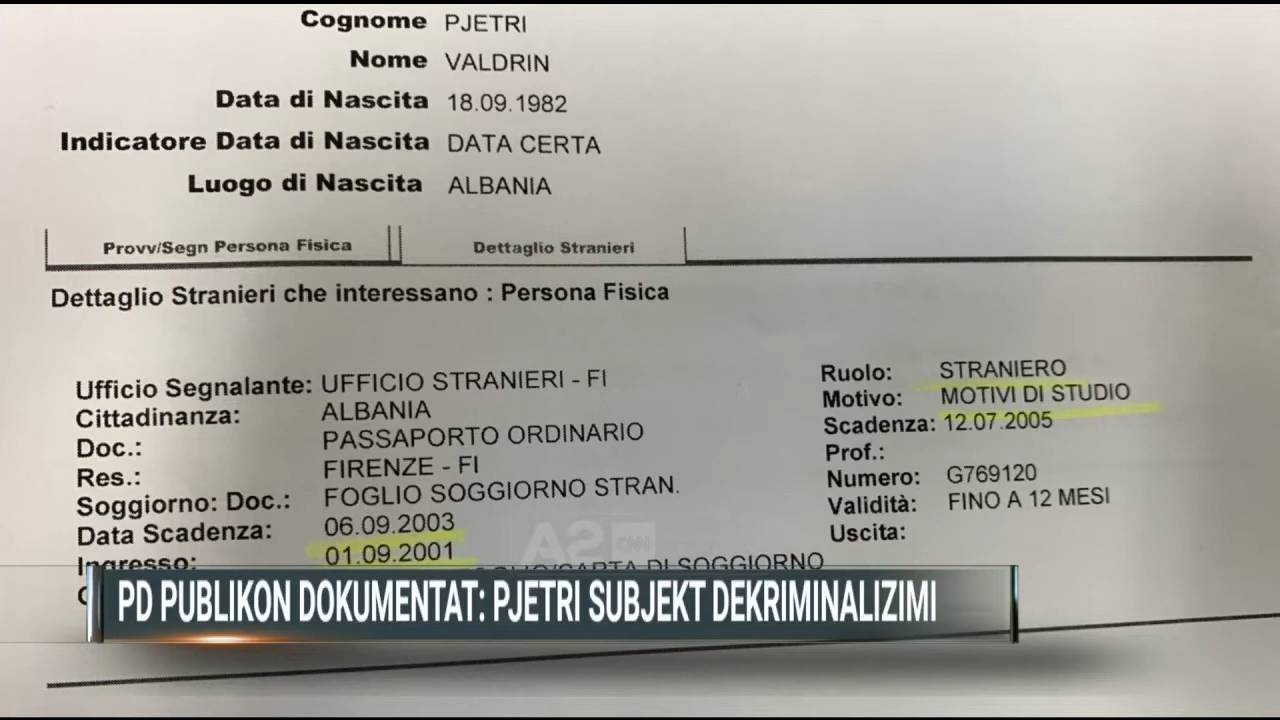 Cognome PJETRI
Nome VALDRIN
Data di Nascita 18.09.1982
Indicatore Data di Nascita DATA CERTA
Luogo di Nascita ALBANIA
Provv/Segn Persona Fisica Dettaglio Stranieri
Dettaglio Stranieri che interessano : Persona Fisica
Ufficio Segnalante: UFFICIO STRANIERI - FI
Cittadinanza: ALBANIA
Doc.: PASSAPORTO ORDINARIO
Res.: FIRENZE - FI
Soggiorno: Doc.: FOGLIO SOGGIORNO STRAN.
Data Scadenza: 06.09.2003
Ingresso: 01.09.2001
Ruolo: STRANIERO
Motivo: MOTIVI DI STUDIO
Scadenza: 12.07.2005
Prof.:
Numero: G769120
Validità: FINO A 12 MESI
Uscita:
DI SOGGIORNO
A2 CNN
PD PUBLIKON DOKUMENTAT: PJETRI SUBJEKT DEKRIMINALIZIMI